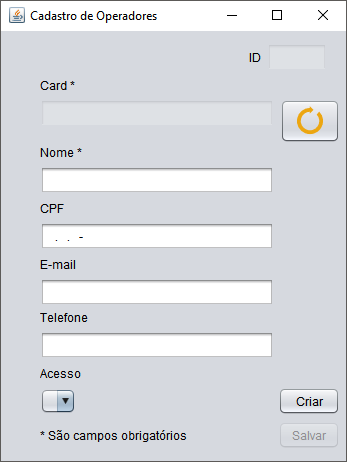 Cadastro de Operadores
ID
Card *
Nome *
CPF
. . -
E-mail
Telefone
Acesso
Criar
* São campos obrigatórios
Salvar